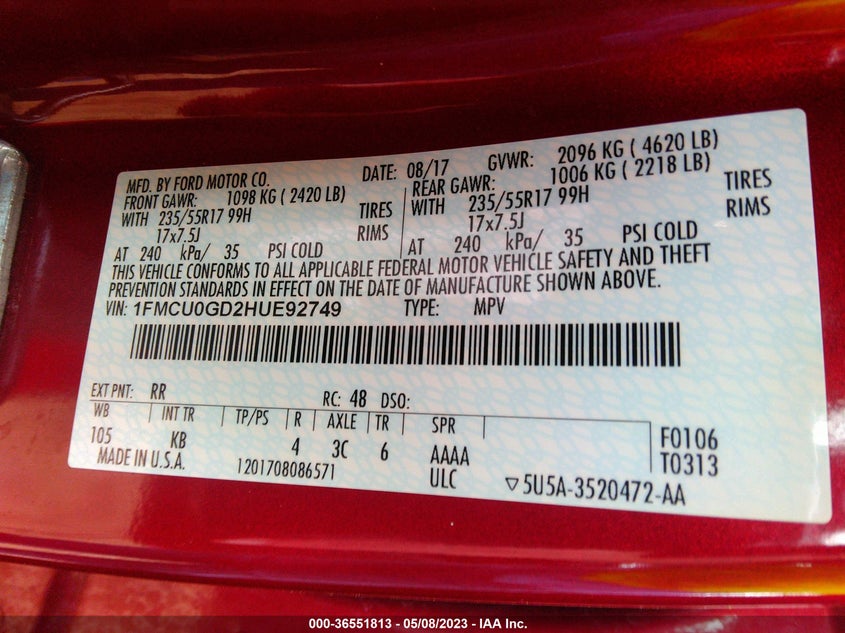 MFD. BY FORD MOTOR CO. DATE: 08/17 GVWR: 2096 KG ( 4620 LB)
FRONT GAWR: 1098 KG ( 2420 LB) REAR GAWR: 1006 KG ( 2218 LB)
WITH 235/55R17 99H TIRES WITH 235/55R17 99H TIRES
17x7.5J RIMS 17x7.5J RIMS
AT 240 kPa/ 35 PSI COLD AT 240 kPa/ 35 PSI COLD
THIS VEHICLE CONFORMS TO ALL APPLICABLE FEDERAL MOTOR VEHICLE SAFETY AND THEFT
PREVENTION STANDARDS IN EFFECT ON THE DATE OF MANUFACTURE SHOWN ABOVE.
VIN: 1FMCU0GD2HUE92749 TYPE: MPV
EXT PNT: RR RC: 48 DSO:
WB INT TR TP/PS R AXLE TR SPR
105 KB 4 3C 6 AAAA F0106
MADE IN U.S.A. 1201708086571 ULC T0313
▽5U5A-3520472-AA
000-36551813 - 05/08/2023 - IAA Inc.